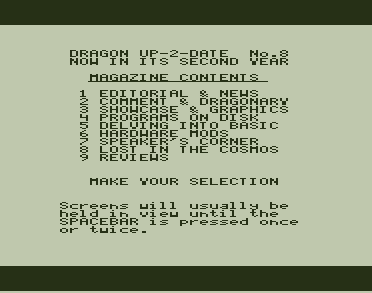 DRAGON UP-2-DATE No.8
NOW IN ITS SECOND YEAR
MAGAZINE CONTENTS
1 EDITORIAL & NEWS
2 COMMENT & DRAGONARY
3 SHOWCASE & GRAPHICS
4 PROGRAMS ON DISK
5 DELVING INTO BASIC
6 HARDWARE MODS
7 SPEAKER'S CORNER
8 LOST IN THE COSMOS
9 REVIEWS
MAKE YOUR SELECTION
Screens will usually be
held in view until the
SPACEBAR is pressed once
or twice.